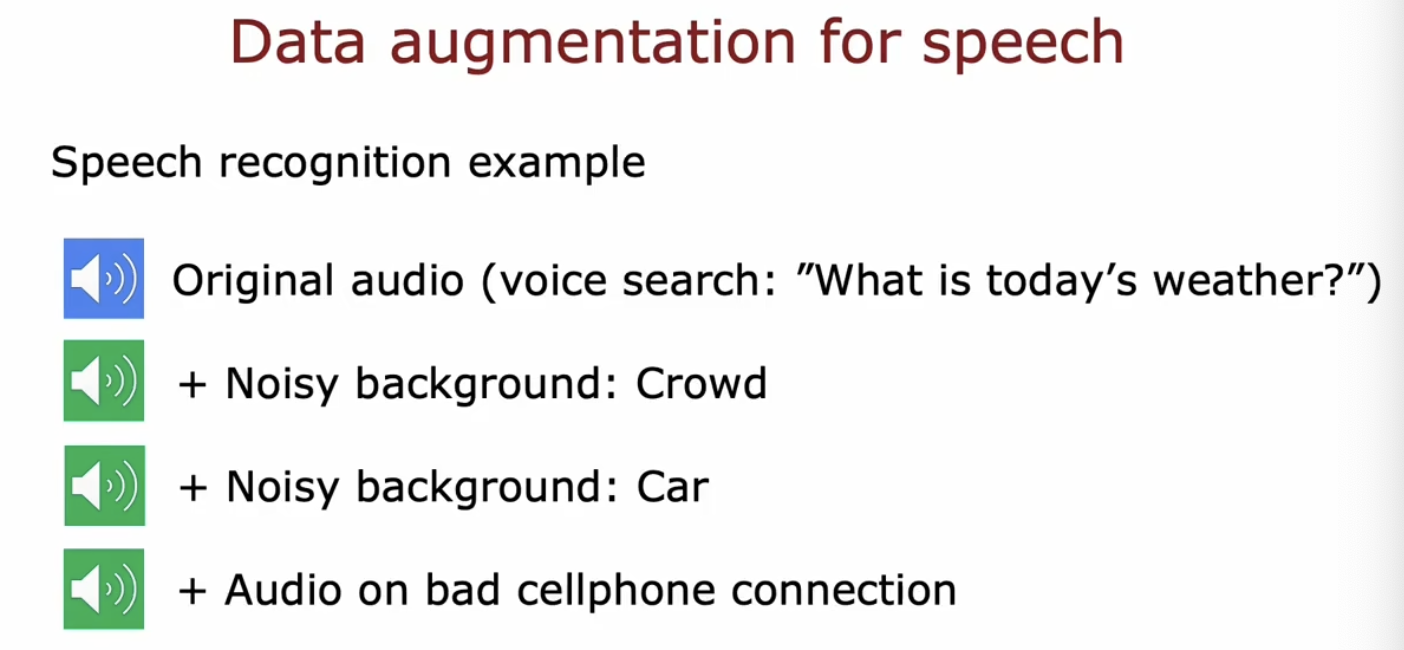 Data augmentation for speech
Speech recognition example
Original audio (voice search: ”What is today’s weather?”)
+ Noisy background: Crowd
+ Noisy background: Car
+ Audio on bad cellphone connection